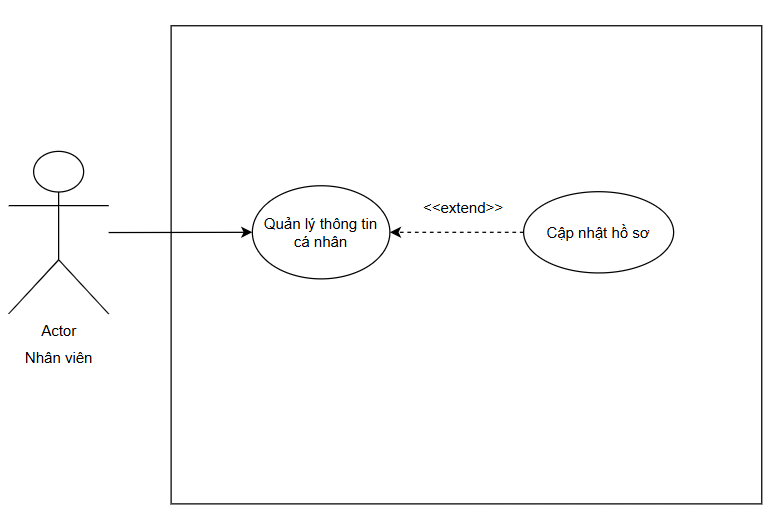 Actor
Nhân viên
Quản lý thông tin
cá nhân
<<extend>>
Cập nhật hồ sơ